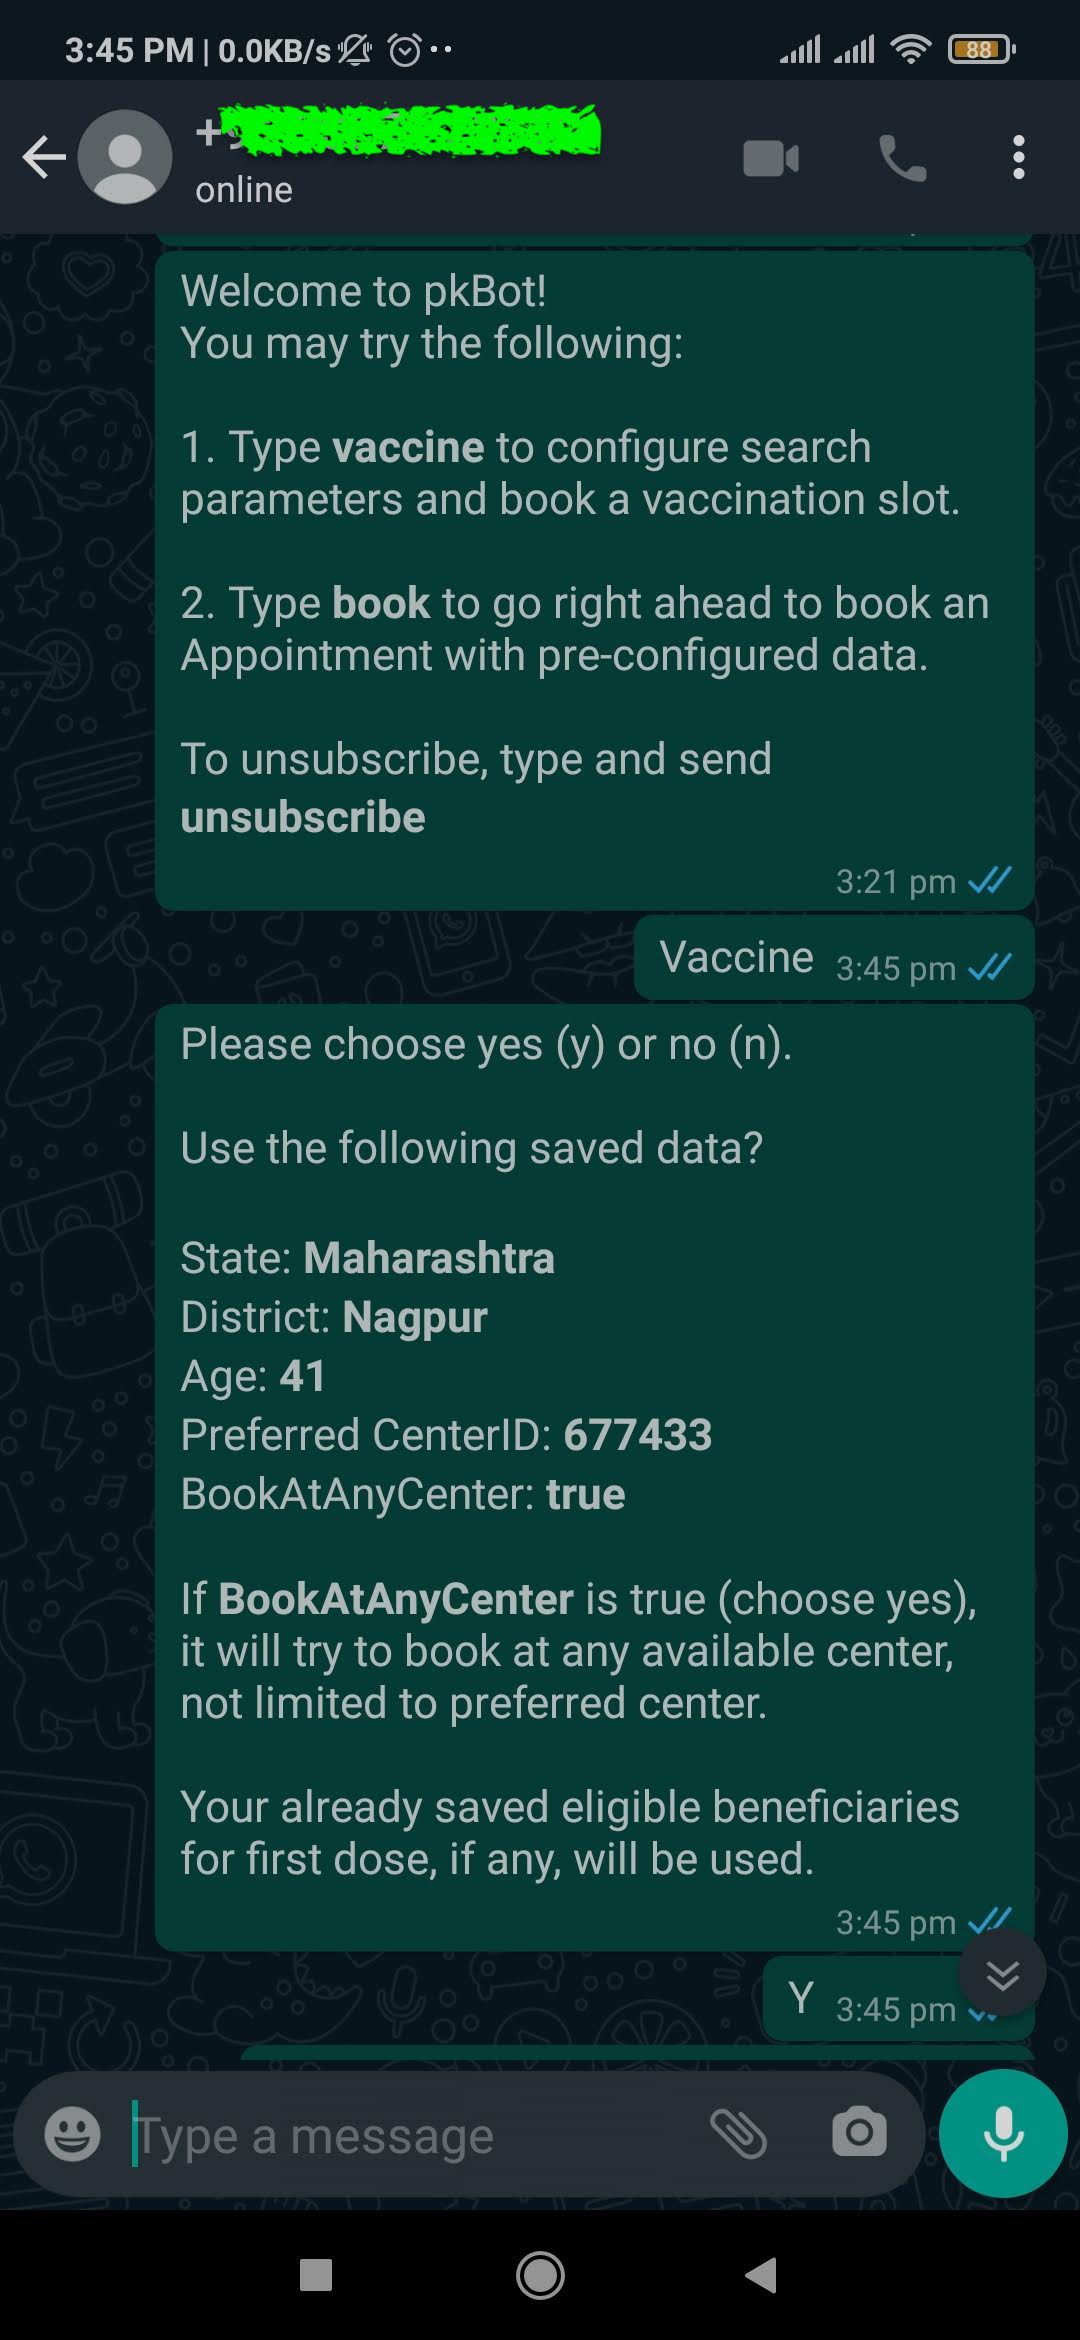 3:45 PM | 0.0KB/s
88
+
online
Welcome to pkBot!
You may try the following:
1. Type vaccine to configure search
parameters and book a vaccination slot.
2. Type book to go right ahead to book an
Appointment with pre-configured data.
To unsubscribe, type and send
unsubscribe
3:21 pm
Vaccine 3:45 pm
Please choose yes (y) or no (n).
Use the following saved data?
State: Maharashtra
District: Nagpur
Age: 41
Preferred CenterID: 677433
BookAtAnyCenter: true
If BookAtAnyCenter is true (choose yes),
it will try to book at any available center,
not limited to preferred center.
Your already saved eligible beneficiaries
for first dose, if any, will be used.
3:45 pm
Y 3:45 pm
Type a message